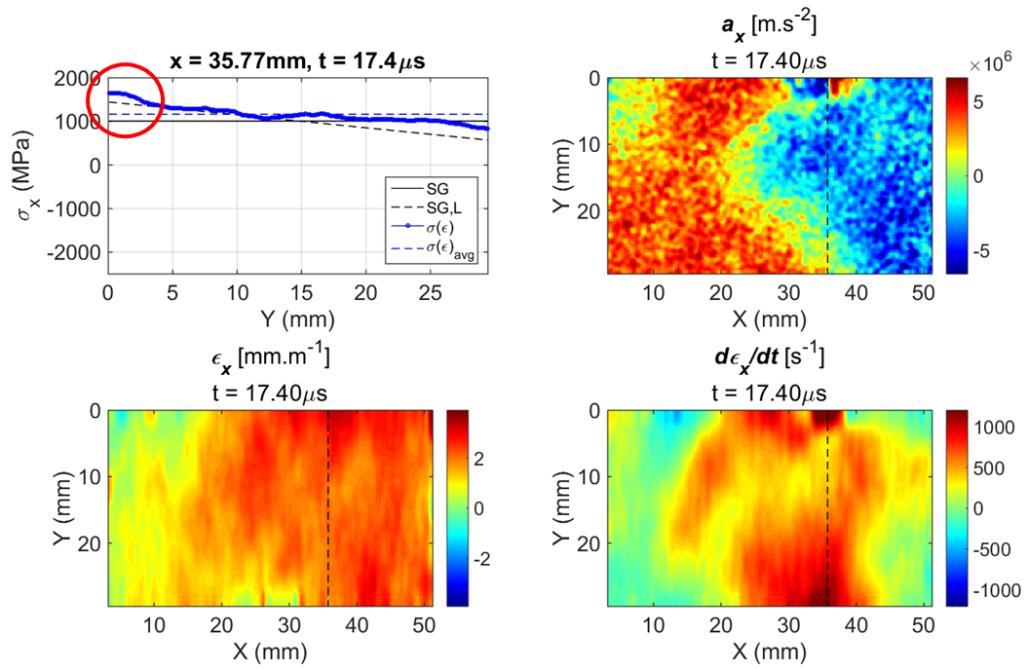 x = 35.77mm, t = 17.4μs
2000
1000
0
-1000
-2000
σx(MPa)
0
5
10
15
20
25
Y (mm)
SG
SG,L
σ(ϵ)
σ(ϵ)avg
ax [m.s-2]
t = 17.40μs
×10^6
0
10
20
Y (mm)
10
20
30
40
50
X (mm)
5
0
-5
ϵx [mm.m-1]
t = 17.40μs
0
10
20
Y (mm)
10
20
30
40
50
X (mm)
2
0
-2
dϵx/dt [s-1]
t = 17.40μs
0
10
20
Y (mm)
10
20
30
40
50
X (mm)
1000
500
0
-500
-1000